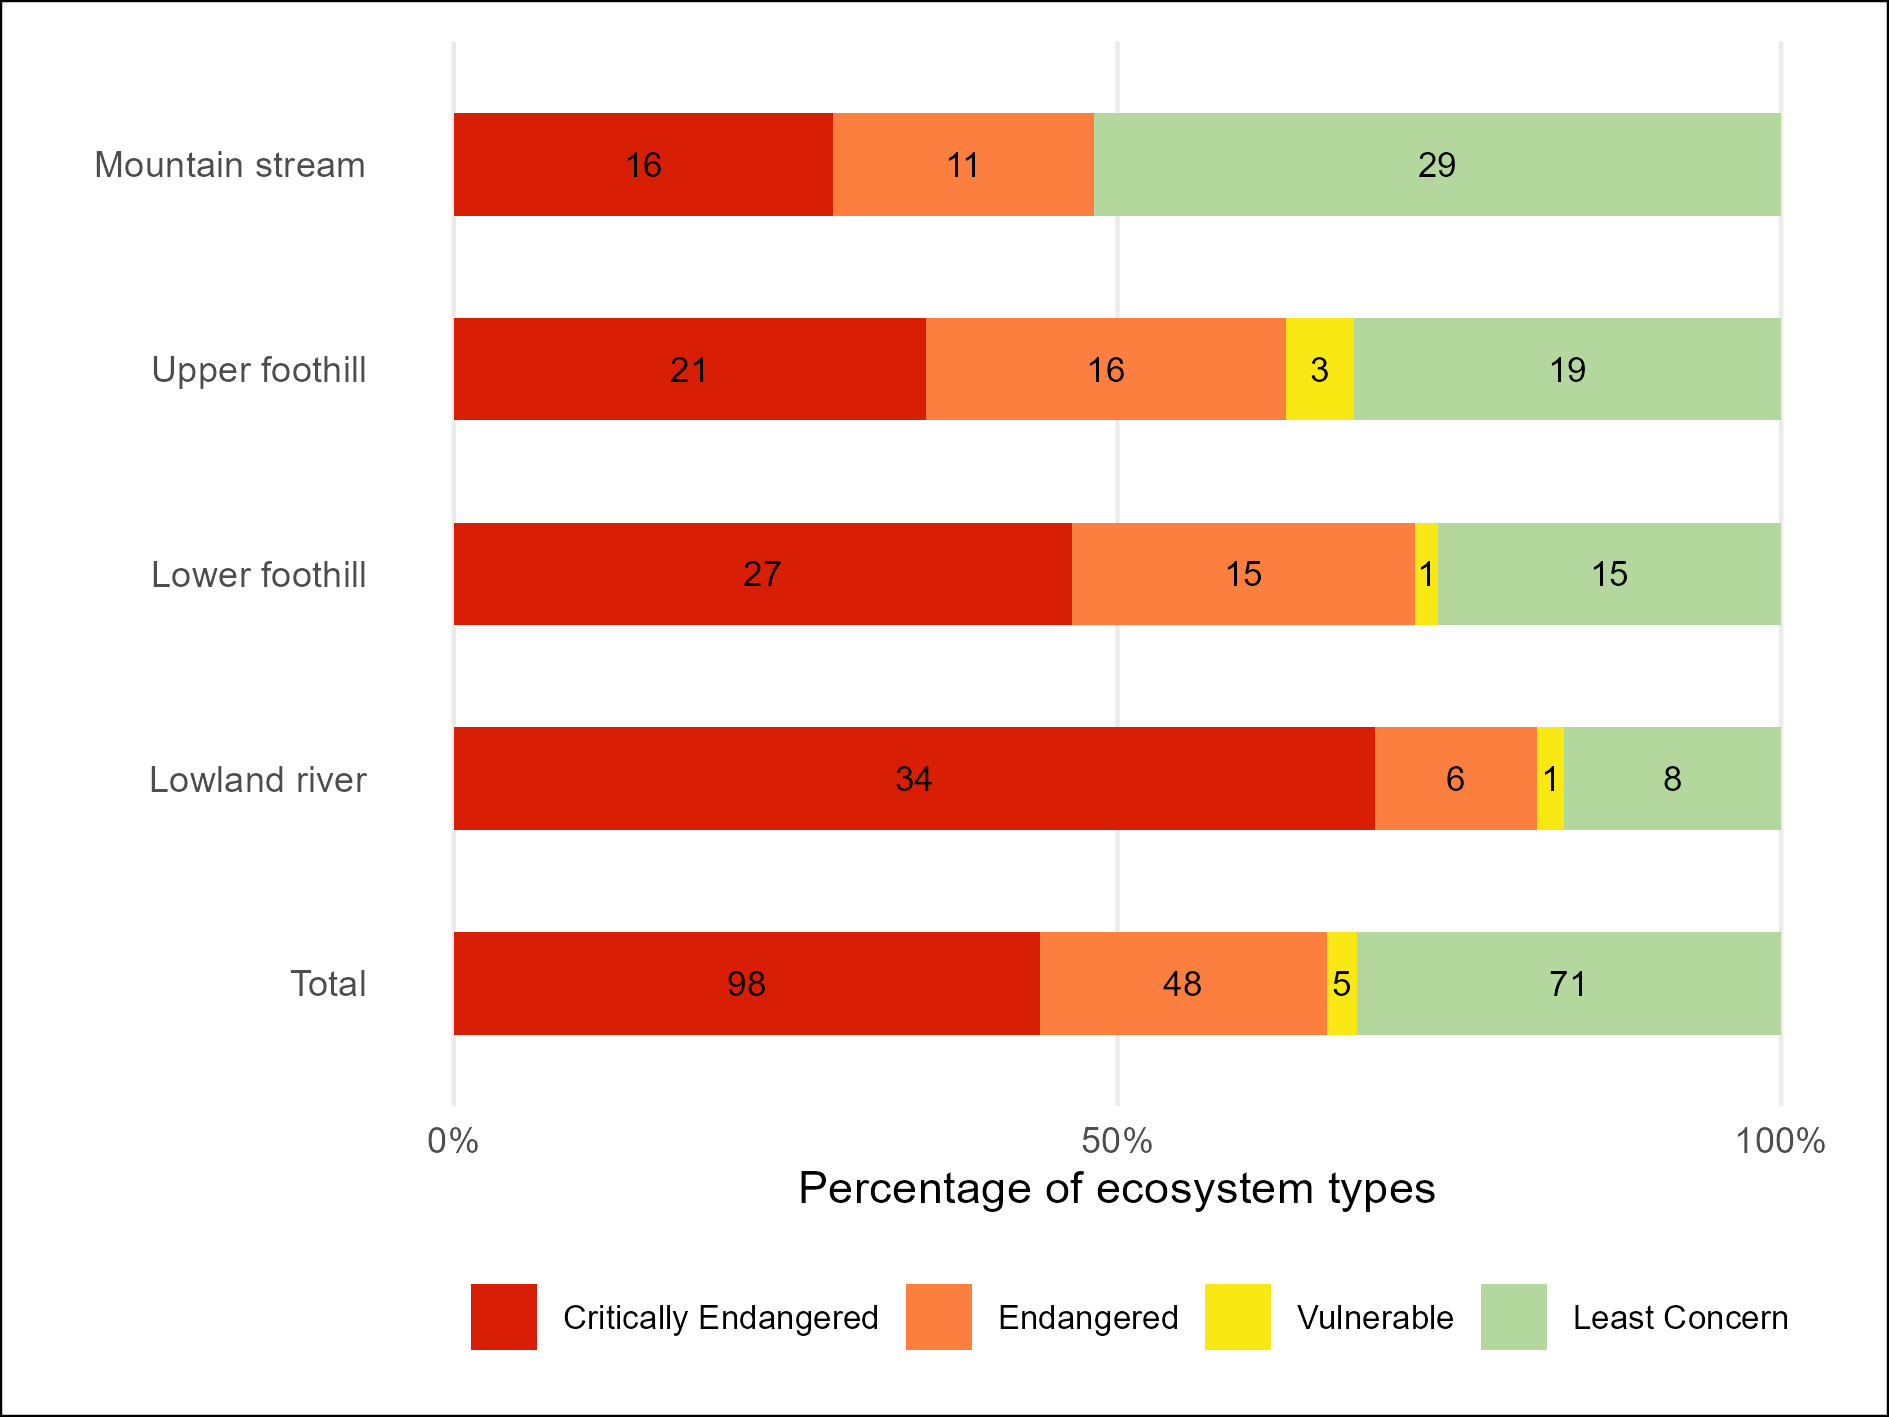 Mountain stream 16 11 29
Upper foothill 21 16 3 19
Lower foothill 27 15 1 15
Lowland river 34 6 1 8
Total 98 48 5 71
0% 50% 100%
Percentage of ecosystem types
Critically Endangered Endangered Vulnerable Least Concern